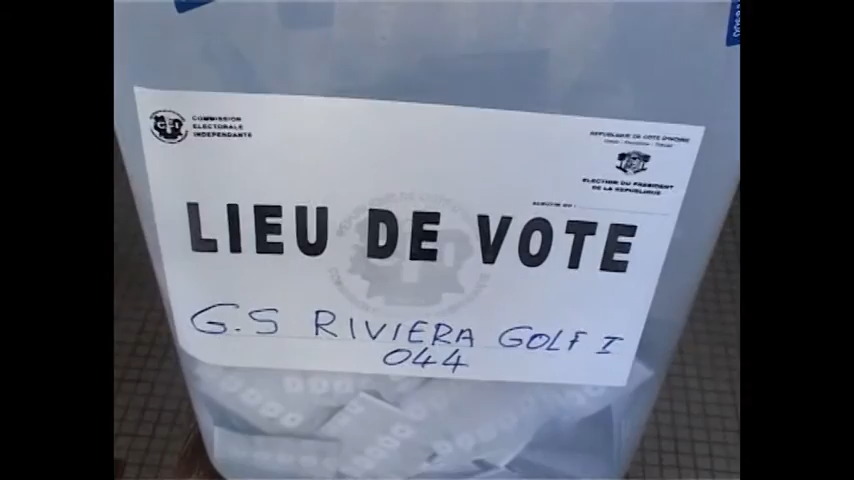 COMMISSION
ELECTORALE
INDEPENDANTE
CEI
REPUBLIQUE DE COTE D'IVOIRE
ELECTION DU PRESIDENT
DE LA REPUBLIQUE
LIEU DE VOTE
G.S RIVIERA GOLF I
044